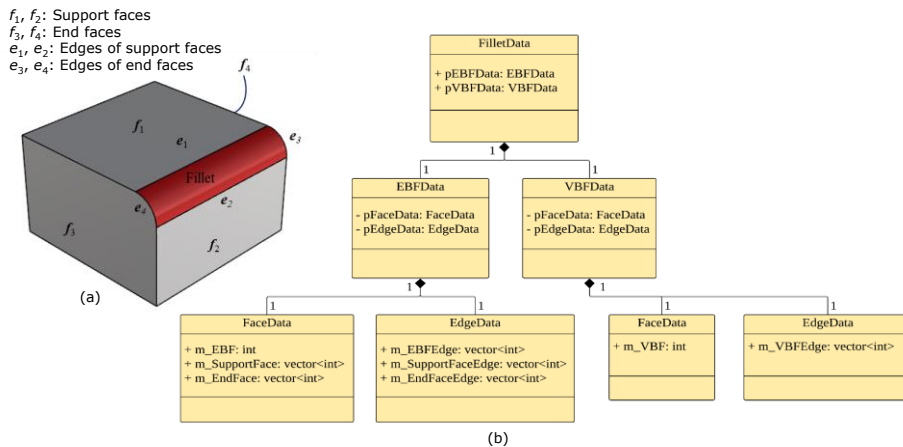 f1, f2: Support faces
f3, f4: End faces
e1, e2: Edges of support faces
e3, e4: Edges of end faces
f4
f1
e1
e3
Fillet
e4
e2
f3
f2
(a)
FilletData
+ pEBFData: EBFData
+ pVBFData: VBFData
1
1
1
EBFData
- pFaceData: FaceData
- pEdgeData: EdgeData
VBFData
- pFaceData: FaceData
- pEdgeData: EdgeData
1
1
1
1
1
1
FaceData
+ m_EBF: int
+ m_SupportFace: vector<int>
+ m_EndFace: vector<int>
EdgeData
+ m_EBFEdge: vector<int>
+ m_SupportFaceEdge: vector<int>
+ m_EndFaceEdge: vector<int>
FaceData
+ m_VBF: int
EdgeData
+ m_VBFEdge: vector<int>
(b)